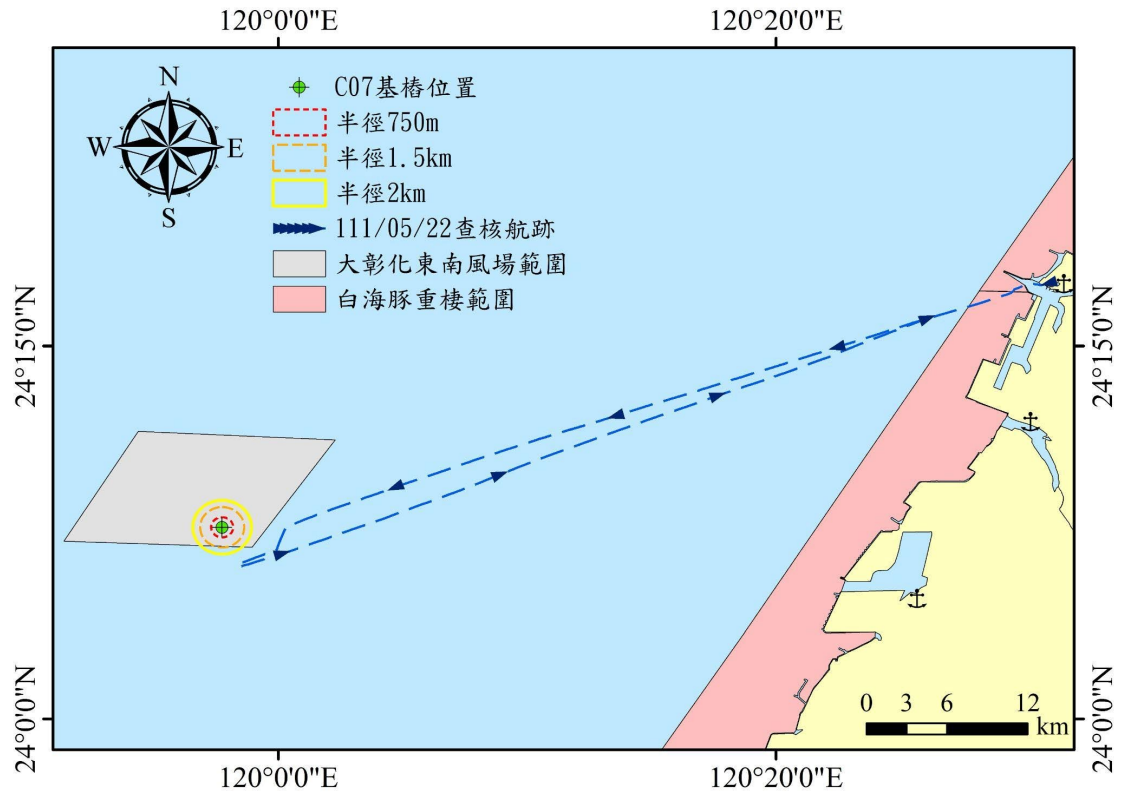 120°0'0"E
120°20'0"E
N
W
E
S
C07基樁位置
半徑750m
半徑1.5km
半徑2km
111/05/22查核航跡
大彰化東南風場範圍
白海豚重棲範圍
24°15'0"N
24°15'0"N
24°0'0"N
24°0'0"N
0 3 6 12
km
120°0'0"E
120°20'0"E